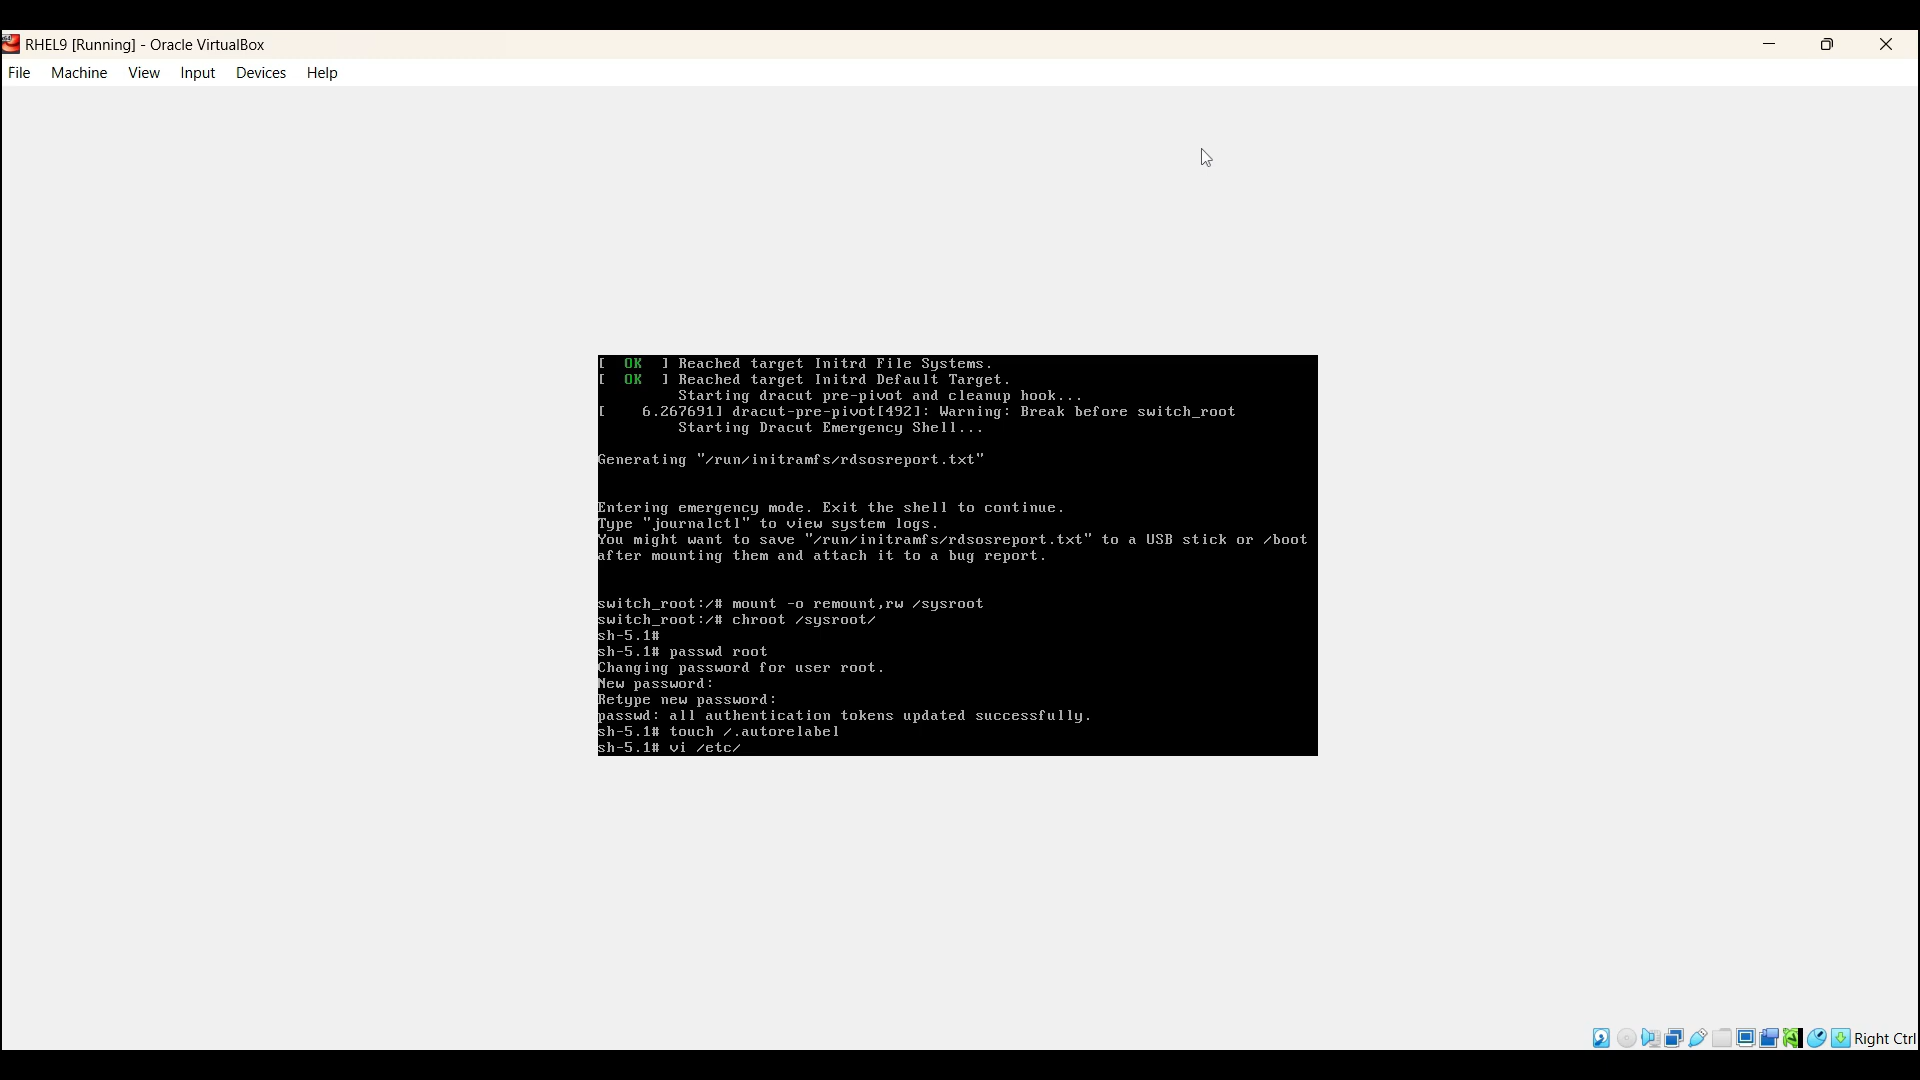 RHEL9 [Running] - Oracle VirtualBox
File Machine View Input Devices Help
[  OK  ] Reached target Initrd File Systems.
[  OK  ] Reached target Initrd Default Target.
Starting dracut pre-pivot and cleanup hook...
[    6.267691] dracut-pre-pivot[492]: Warning: Break before switch_root
Starting Dracut Emergency Shell...
Generating "/run/initramfs/rdsosreport.txt"
Entering emergency mode. Exit the shell to continue.
Type "journalctl" to view system logs.
You might want to save "/run/initramfs/rdsosreport.txt" to a USB stick or /boot
after mounting them and attach it to a bug report.
switch_root:/# mount -o remount,rw /sysroot
switch_root:/# chroot /sysroot/
sh-5.1#
sh-5.1# passwd root
Changing password for user root.
New password:
Retype new password:
passwd: all authentication tokens updated successfully.
sh-5.1# touch /.autorelabel
sh-5.1# vi /etc/
Right Ctrl